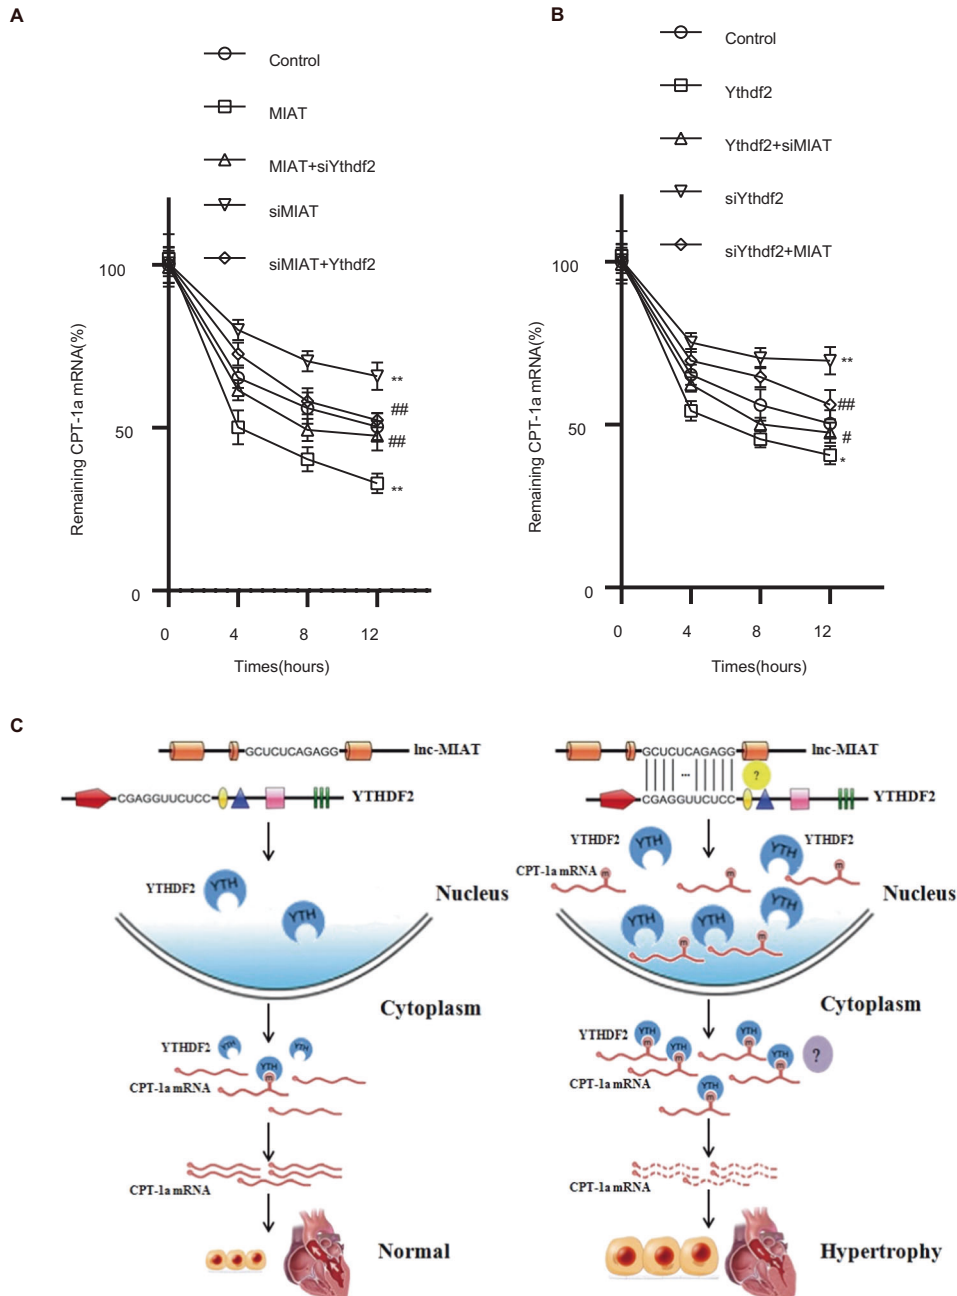 A
Control
MIAT
MIAT+siYthdf2
siMIAT
siMIAT+Ythdf2
100
50
0
Remaining CPT-1a mRNA(%)
**
##
##
**
0 4 8 12
Times(hours)
B
Control
Ythdf2
Ythdf2+siMIAT
siYthdf2
siYthdf2+MIAT
100
50
0
Remaining CPT-1a mRNA(%)
**
##
#
*
0 4 8 12
Times(hours)
C
GCUCUCAGAGG lnc-MIAT
CGAGGUUCUCC YTHDF2
YTHDF2 YTH
YTH
Nucleus
Cytoplasm
YTHDF2 YTH YTH
YTH
m
CPT-1a mRNA
CPT-1a mRNA
Normal
GCUCUCAGAGG lnc-MIAT
...
?
CGAGGUUCUCC YTHDF2
YTHDF2 YTH YTH YTHDF2
CPT-1a mRNA m m m
YTH YTH YTH
m m
Nucleus
Cytoplasm
YTHDF2 YTH YTH
m m
YTH YTH ?
m m
CPT-1a mRNA
YTH
m
CPT-1a mRNA
Hypertrophy